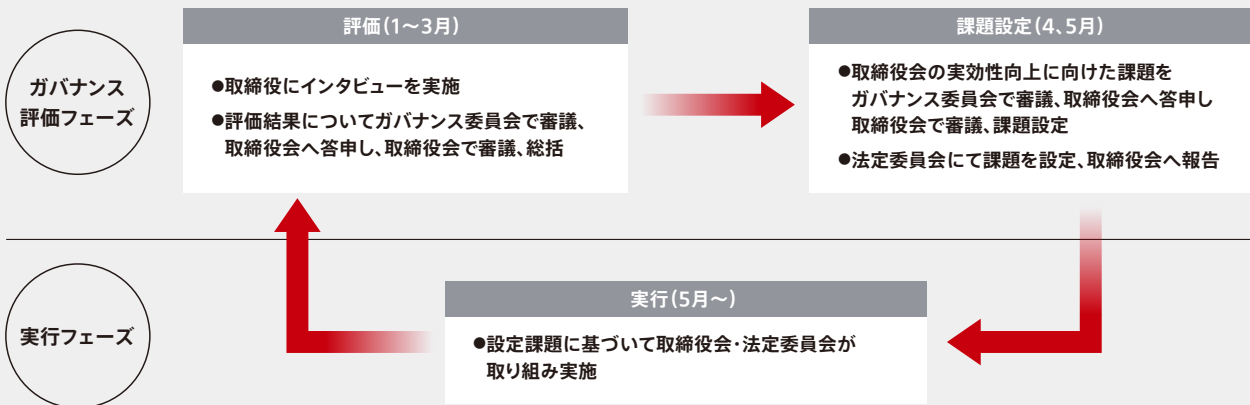 ガバナンス
評価フェーズ
評価(1〜3月)
●取締役にインタビューを実施
●評価結果についてガバナンス委員会で審議、
取締役会へ答申し、取締役会で審議、総括
課題設定(4、5月)
●取締役会の実効性向上に向けた課題を
ガバナンス委員会で審議、取締役会へ答申し
取締役会で審議、課題設定
●法定委員会にて課題を設定、取締役会へ報告
実行フェーズ
実行(5月〜)
●設定課題に基づいて取締役会・法定委員会が
取り組み実施